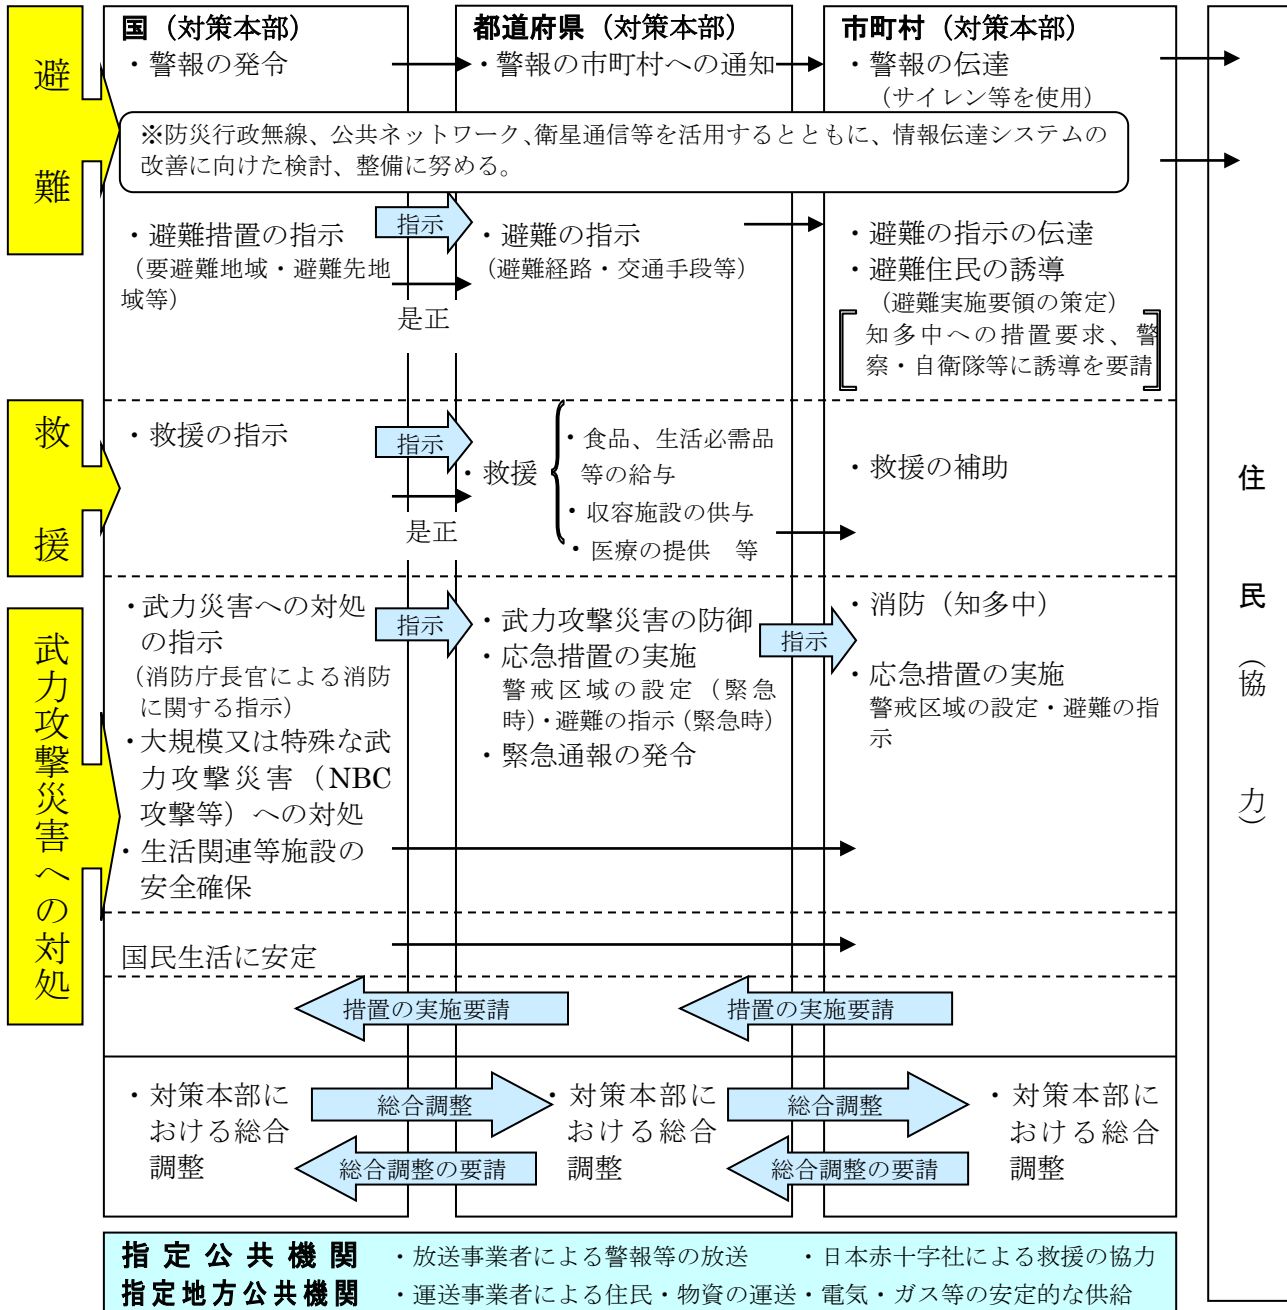 避難
国（対策本部）
・警報の発令
都道府県（対策本部）
・警報の市町村への通知
市町村（対策本部）
・警報の伝達
（サイレン等を使用）
※防災行政無線、公共ネットワーク、衛星通信等を活用するとともに、情報伝達システムの
改善に向けた検討、整備に努める。
・避難措置の指示
（要避難地域・避難先地
域等）
指示
是正
・避難の指示
（避難経路・交通手段等）
・避難の指示の伝達
・避難住民の誘導
（避難実施要領の策定）
知多中への措置要求、警
察・自衛隊等に誘導を要請
救援
・救援の指示
指示
是正
・救援
・食品、生活必需品
等の給与
・収容施設の供与
・医療の提供　等
・救援の補助
武力攻撃災害への対処
・武力災害への対処
の指示
（消防庁長官による消防
に関する指示）
・大規模又は特殊な武
力攻撃災害（NBC
攻撃等）への対処
・生活関連等施設の
安全確保
指示
・武力攻撃災害の防御
・応急措置の実施
警戒区域の設定（緊急
時）・避難の指示（緊急時）
・緊急通報の発令
指示
・消防（知多中）
・応急措置の実施
警戒区域の設定・避難の指
示
国民生活に安定
措置の実施要請
措置の実施要請
・対策本部に
おける総合
調整
総合調整
総合調整の要請
・対策本部に
おける総合
調整
総合調整
総合調整の要請
・対策本部に
おける総合
調整
住民（協力）
指定公共機関　・放送事業者による警報等の放送　・日本赤十字社による救援の協力
指定地方公共機関　・運送事業者による住民・物資の運送・電気・ガス等の安定的な供給